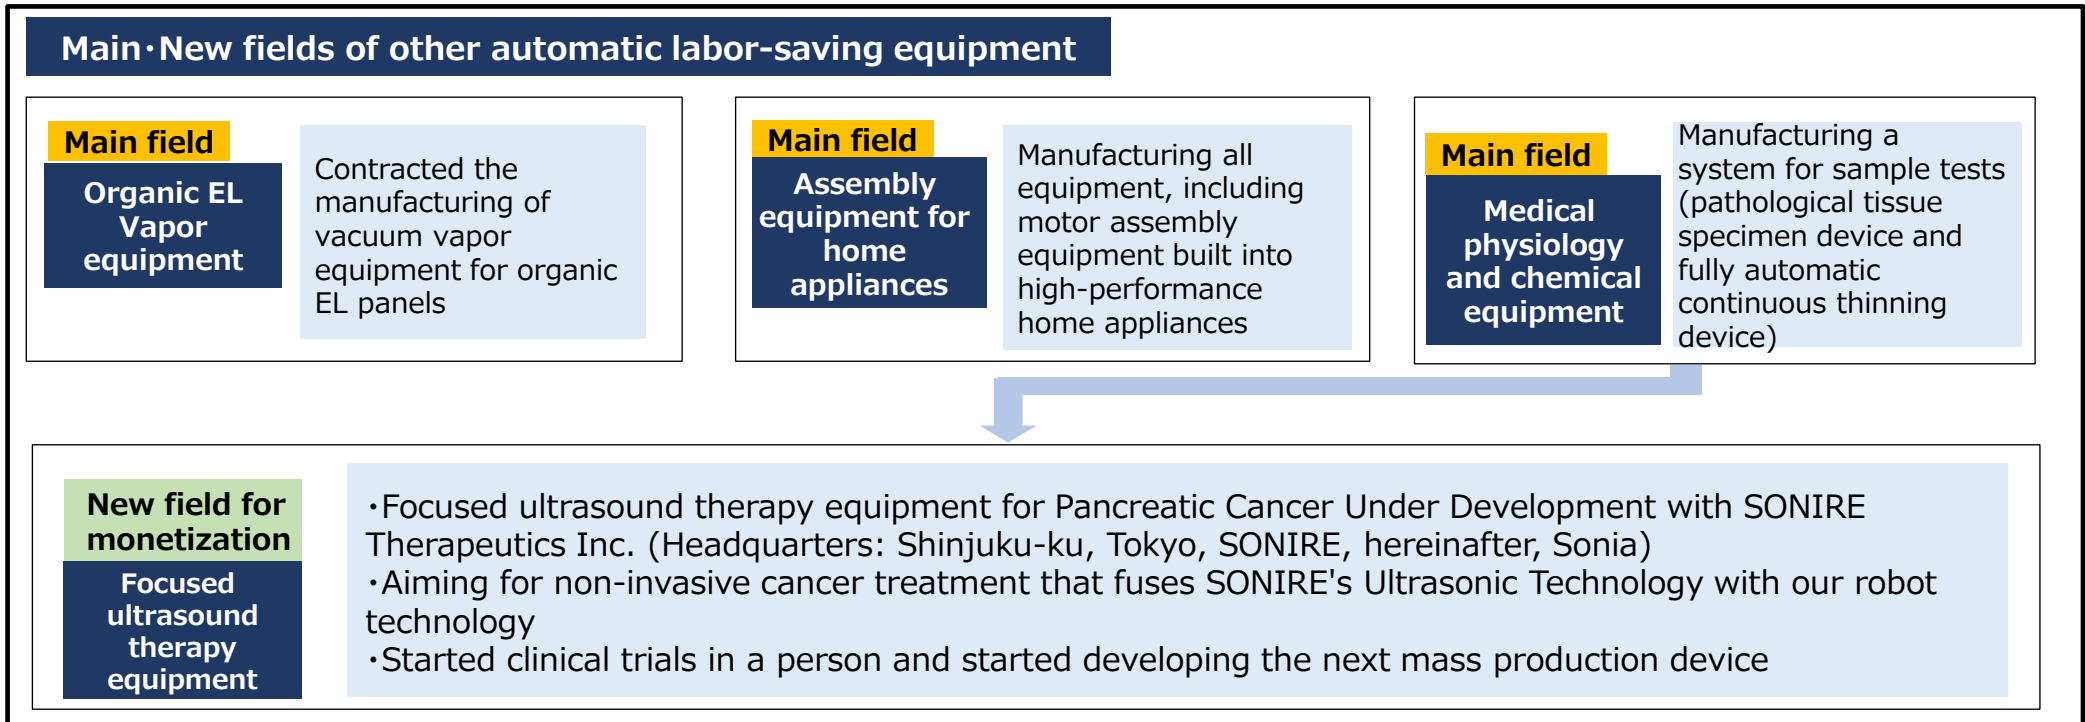 Main・New fields of other automatic labor-saving equipment
Main field
Organic EL
Vapor
equipment
Contracted the
manufacturing of
vacuum vapor
equipment for organic
EL panels
Main field
Assembly
equipment for
home
appliances
Manufacturing all
equipment, including
motor assembly
equipment built into
high-performance
home appliances
Main field
Medical
physiology
and chemical
equipment
Manufacturing a
system for sample tests
(pathological tissue
specimen device and
fully automatic
continuous thinning
device)
New field for
monetization
Focused
ultrasound
therapy
equipment
・Focused ultrasound therapy equipment for Pancreatic Cancer Under Development with SONIRE
Therapeutics Inc. (Headquarters: Shinjuku-ku, Tokyo, SONIRE, hereinafter, Sonia)
・Aiming for non-invasive cancer treatment that fuses SONIRE's Ultrasonic Technology with our robot
technology
・Started clinical trials in a person and started developing the next mass production device